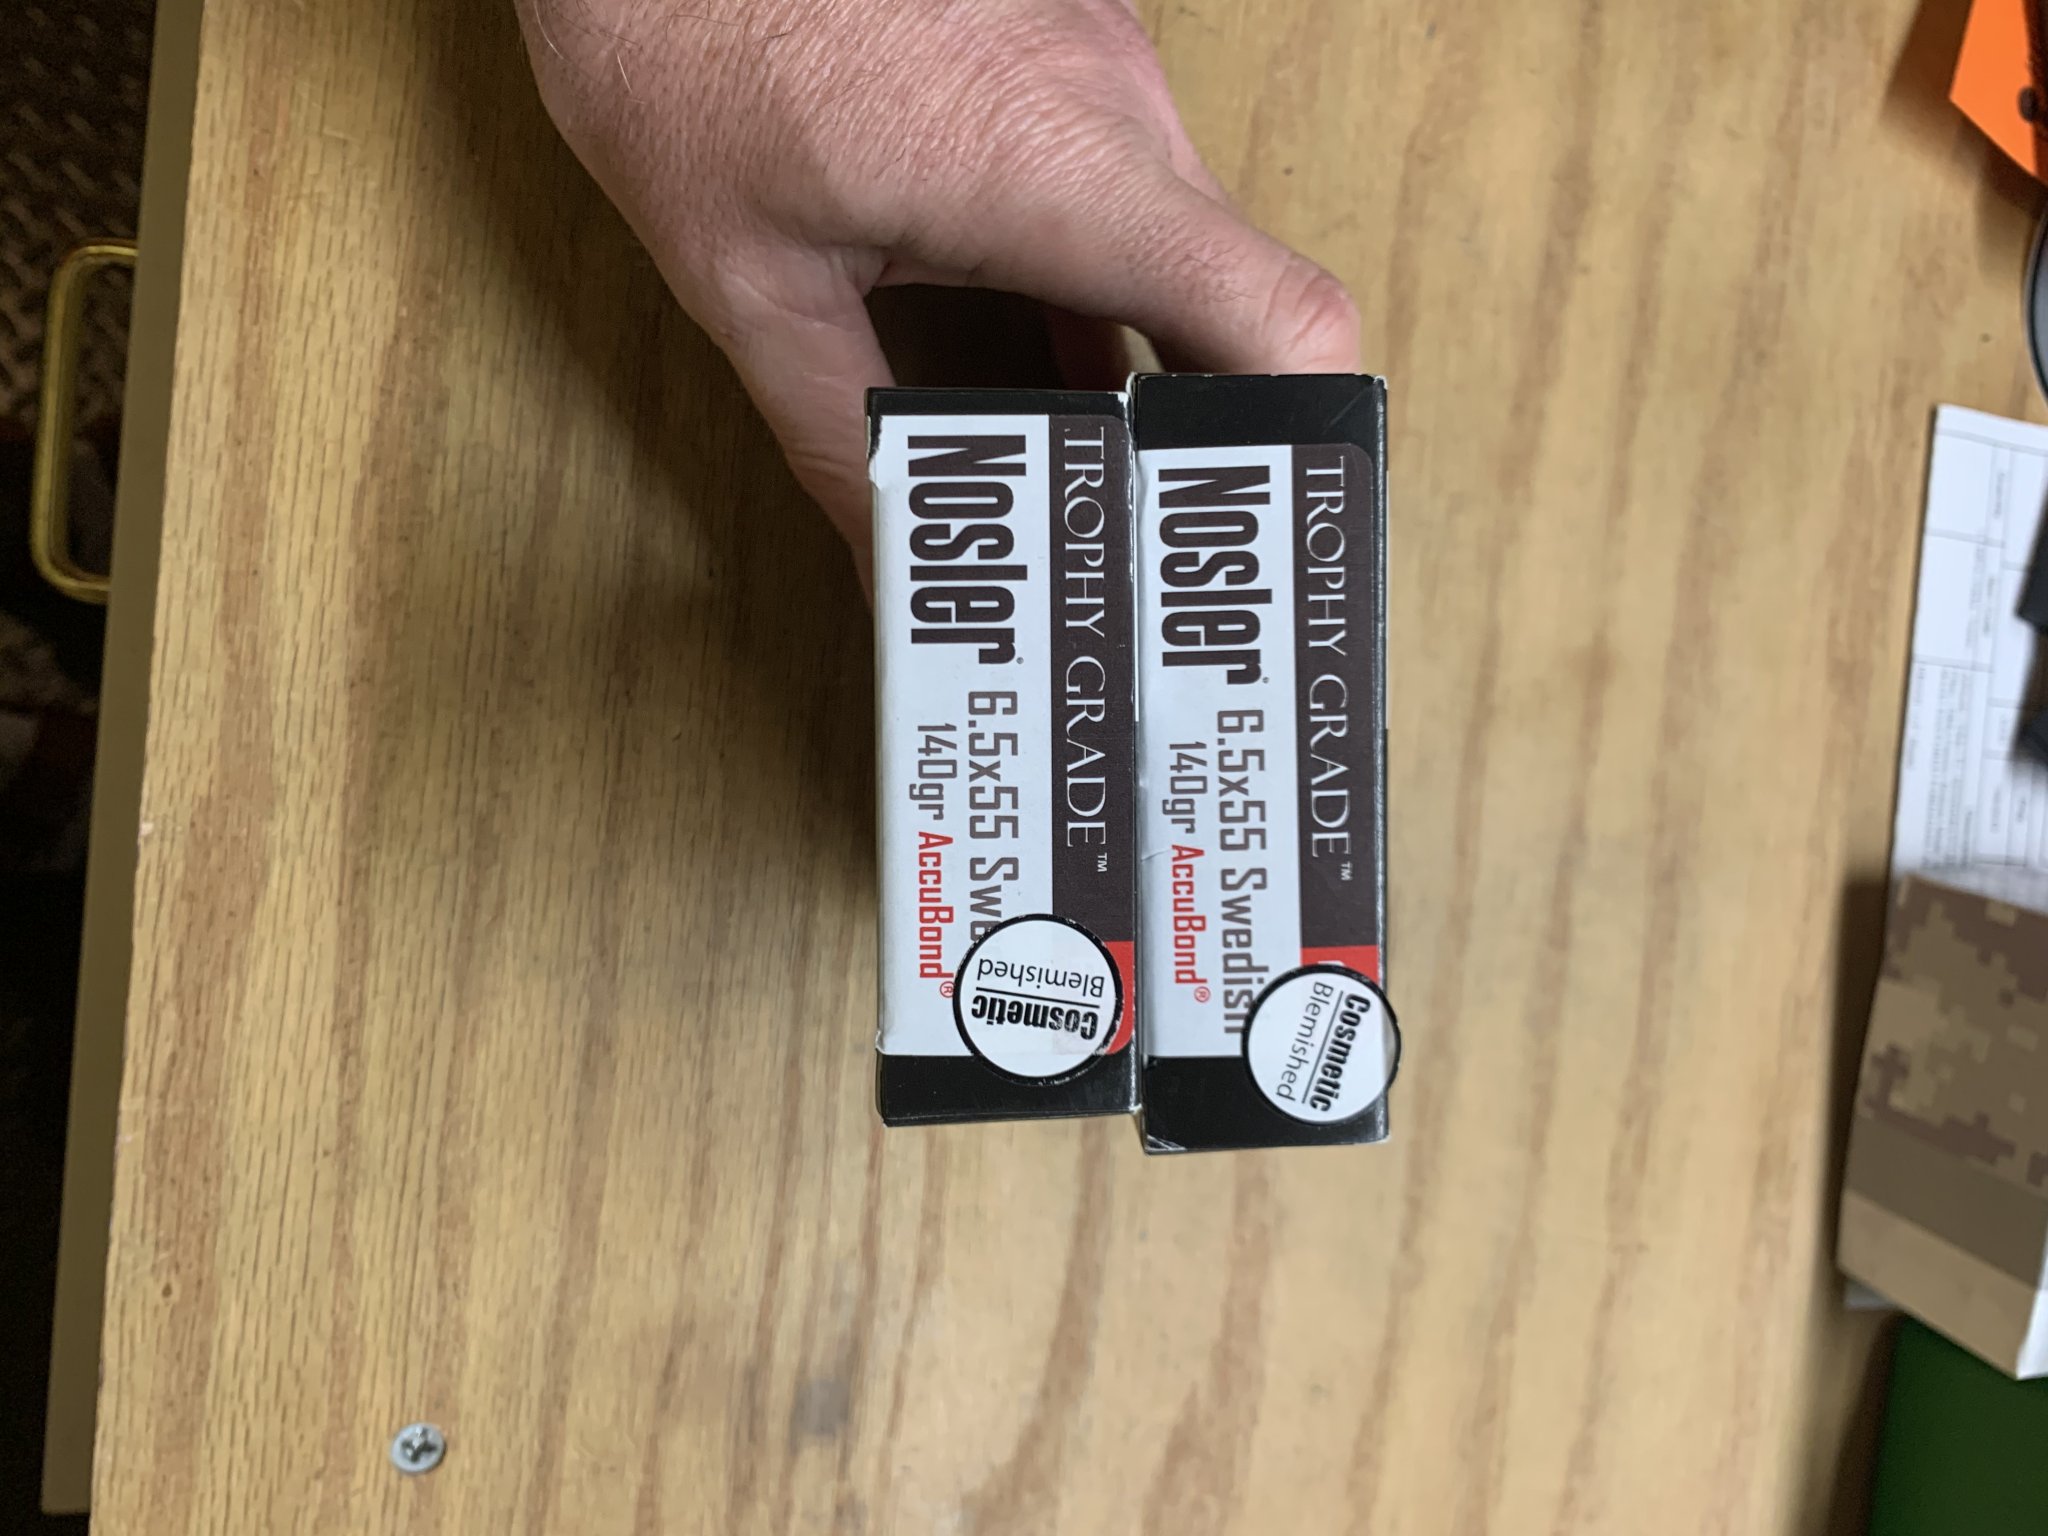 TROPHY GRADE™
Nosler® 6.5x55 Swedish
140gr AccuBond®
Cosmetic
Blemished
TROPHY GRADE™
Nosler® 6.5x55 Swe
140gr AccuBond®
Cosmetic
Blemished